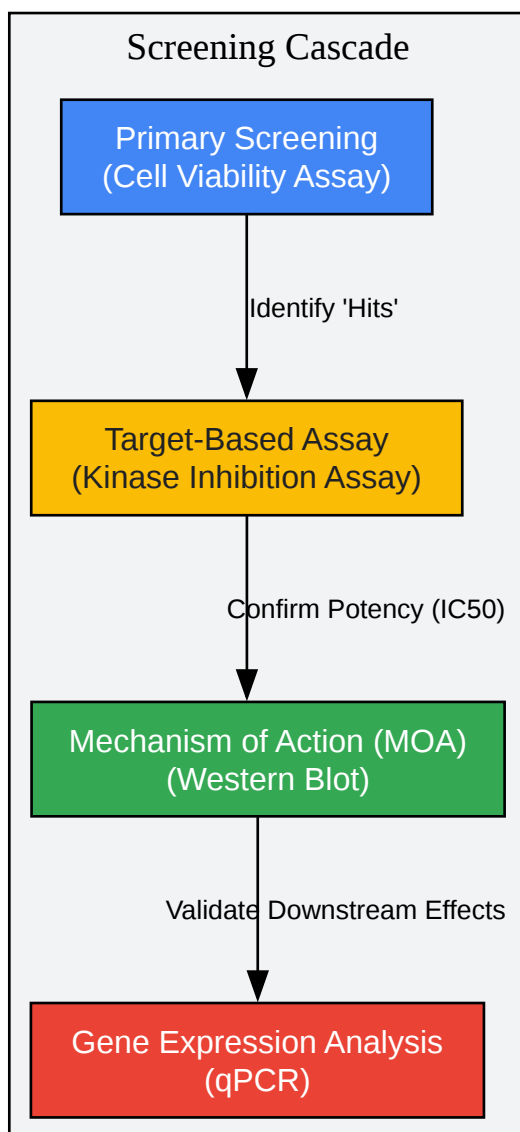 Screening Cascade
Primary Screening
(Cell Viability Assay)
Identify 'Hits'
Target-Based Assay
(Kinase Inhibition Assay)
Confirm Potency (IC50)
Mechanism of Action (MOA)
(Western Blot)
Validate Downstream Effects
Gene Expression Analysis
(qPCR)